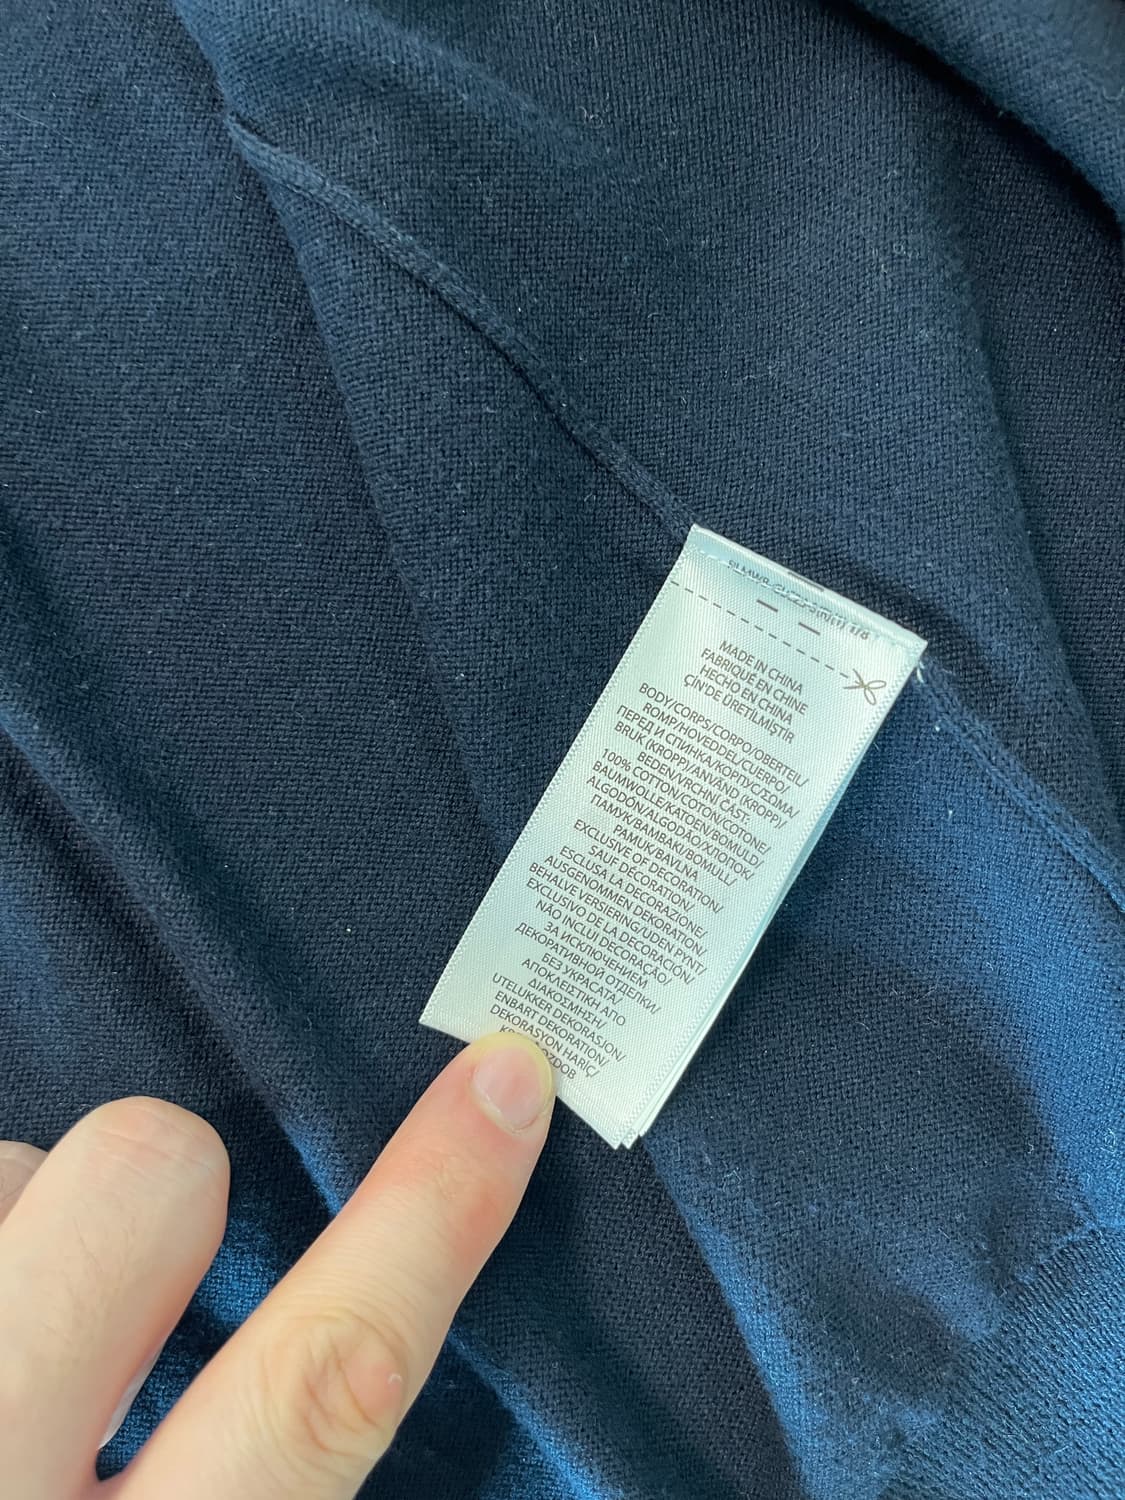 MADE IN CHINA
FABRIQUÉ EN CHINE
HECHO EN CHINA
ÇİN'DE ÜRETİLMİŞTİR
BODY/CORPS/CORPO/OBERTEIL/
ROMP/HOVEDDEL/CUERPO/
ПЕРЕД И СПИНКА/КОРПУС/ΣΩΜΑ/
BRUK (KROPP)/ANVÄND (KROPP)/
BEDEN/VRCHNÍ ČÁST:
100% COTTON/COTON/COTONE/
BAUMWOLLE/KATOEN/BOMULD/
ALGODÓN/ALGODÃO/ХЛОПОК/
ПАМУК/ΒΑΜΒΑΚΙ/BOMULL/
PAMUK/BAVLNA
EXCLUSIVE OF DECORATION/
SAUF DÉCORATION/
ESCLUSA LA DECORAZIONE/
AUSGENOMMEN DEKORATION/
BEHALVE VERSIERING/UDEN PYNT/
EXCLUSIVO DE LA DECORACIÓN/
NÃO INCLUI DECORAÇÃO/
ЗА ИСКЛЮЧЕНИЕМ
ДЕКОРАТИВНОЙ ОТДЕЛКИ/
БЕЗ УКРАСАТА/
ΑΠΟΚΛΕΙΣΤΙΚΗ ΑΠΟ
ΔΙΑΚΟΣΜΗΣΗ/
UTELUKKER DEKORASJON/
ENBART DEKORATION/
DEKORASYON HARİÇ/
OZDOB